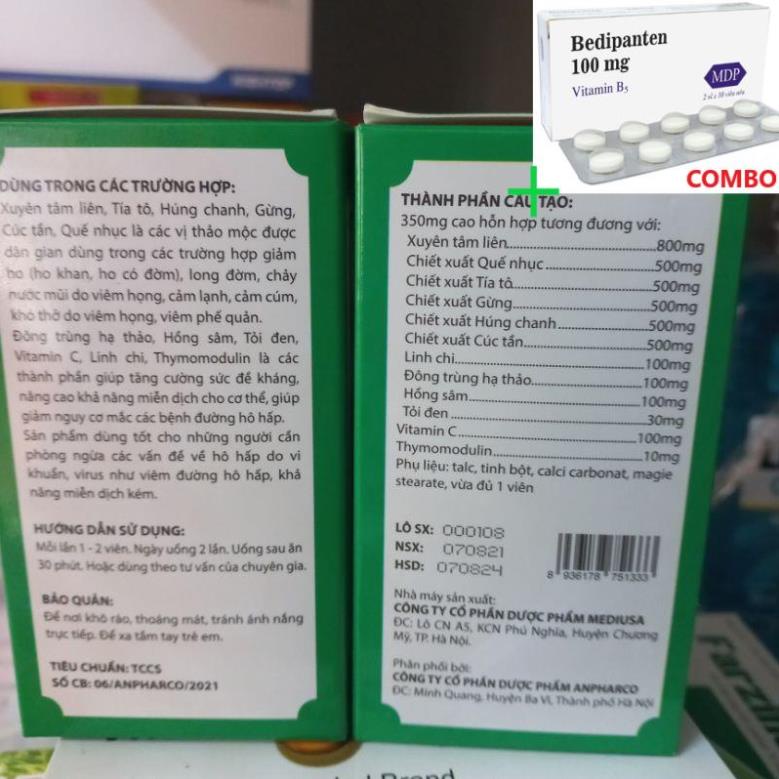 DÙNG TRONG CÁC TRƯỜNG HỢP:
Xuyên tâm liên, Tía tô, Húng chanh, Gừng,
Cúc tần, Quế nhục là các vị thảo mộc được
dân gian dùng trong các trường hợp giảm
ho (ho khan, ho có đờm), long đờm, chảy
nước mũi do viêm họng, cảm lạnh, cảm cúm,
khó thở do viêm họng, viêm phế quản.
Đông trùng hạ thảo, Hồng sâm, Tỏi đen,
Vitamin C, Linh chi, Thymomodulin là các
thành phần giúp tăng cường sức đề kháng,
nâng cao khả năng miễn dịch cho cơ thể, giúp
giảm nguy cơ mắc các bệnh đường hô hấp.
Sản phẩm dùng tốt cho những người cần
phòng ngừa các vấn đề về hô hấp do vi
khuẩn, virus như viêm đường hô hấp, khả
năng miễn dịch kém.
HƯỚNG DẪN SỬ DỤNG:
Mỗi lần 1 - 2 viên. Ngày uống 2 lần. Uống sau ăn
30 phút. Hoặc dùng theo tư vấn của chuyên gia.
BẢO QUẢN:
Để nơi khô ráo, thoáng mát, tránh ánh nắng
trực tiếp. Để xa tầm tay trẻ em.
TIÊU CHUẨN: TCCS
SỐ CB: 06/ANPHARCO/2021
Bedipanten
100 mg
Vitamin B5
MDP
2 vỉ x 10 viên nén
COMBO
THÀNH PHẦN CẤU TẠO:
350mg cao hỗn hợp tương đương với:
Xuyên tâm liên....................800mg
Chiết xuất Quế nhục....................500mg
Chiết xuất Tía tô....................500mg
Chiết xuất Gừng....................500mg
Chiết xuất Húng chanh....................500mg
Chiết xuất Cúc tần....................500mg
Linh chi....................100mg
Đông trùng hạ thảo....................100mg
Hồng sâm....................100mg
Tỏi đen....................30mg
Vitamin C....................100mg
Thymomodulin....................10mg
Phụ liệu: talc, tinh bột, calci carbonat, magie
stearate, vừa đủ 1 viên
LÔ SX: 000108
NSX: 070821
HSD: 070824
8 936178 751333
Nhà máy sản xuất:
CÔNG TY CỔ PHẦN DƯỢC PHẨM MEDIUSA
ĐC: Lô CN A5, KCN Phú Nghĩa, Huyện Chương
Mỹ, TP. Hà Nội.
Phân phối bởi:
CÔNG TY CỔ PHẦN DƯỢC PHẨM ANPHARCO
ĐC: Minh Quang, Huyện Ba Vì, Thành phố Hà Nội